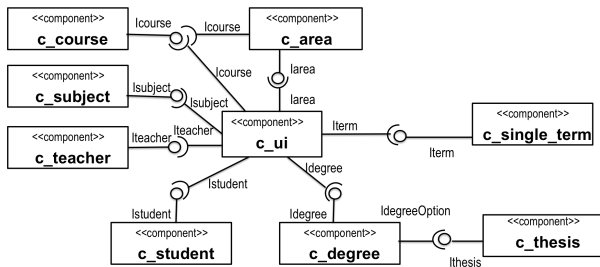 <<component>>
c_course
Icourse
Icourse
<<component>>
c_area
Icourse
Iarea
Iarea
<<component>>
c_subject
Isubject
Isubject
<<component>>
c_teacher
Iteacher
Iteacher
<<component>>
c_ui
Iterm
Iterm
<<component>>
c_single_term
Istudent
Istudent
<<component>>
c_student
Idegree
Idegree
<<component>>
c_degree
IdegreeOption
Ithesis
<<component>>
c_thesis